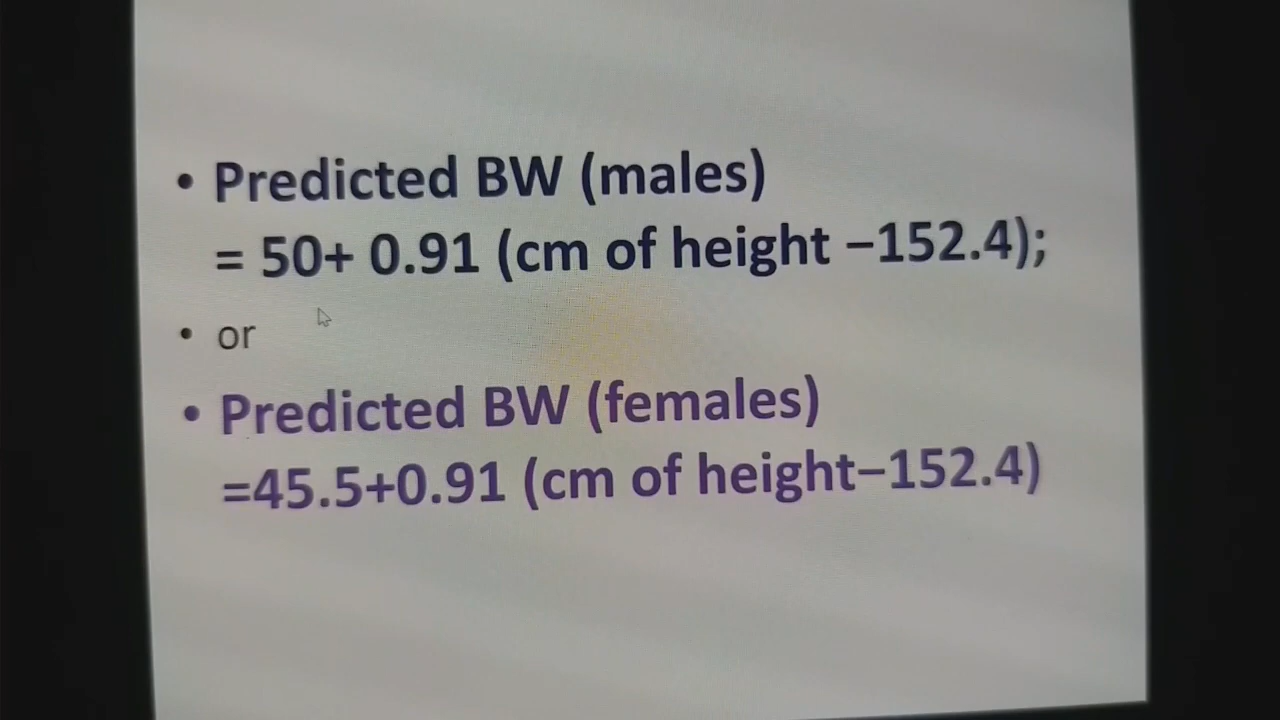 • Predicted BW (males)
= 50+ 0.91 (cm of height –152.4);
• or
• Predicted BW (females)
=45.5+0.91 (cm of height–152.4)